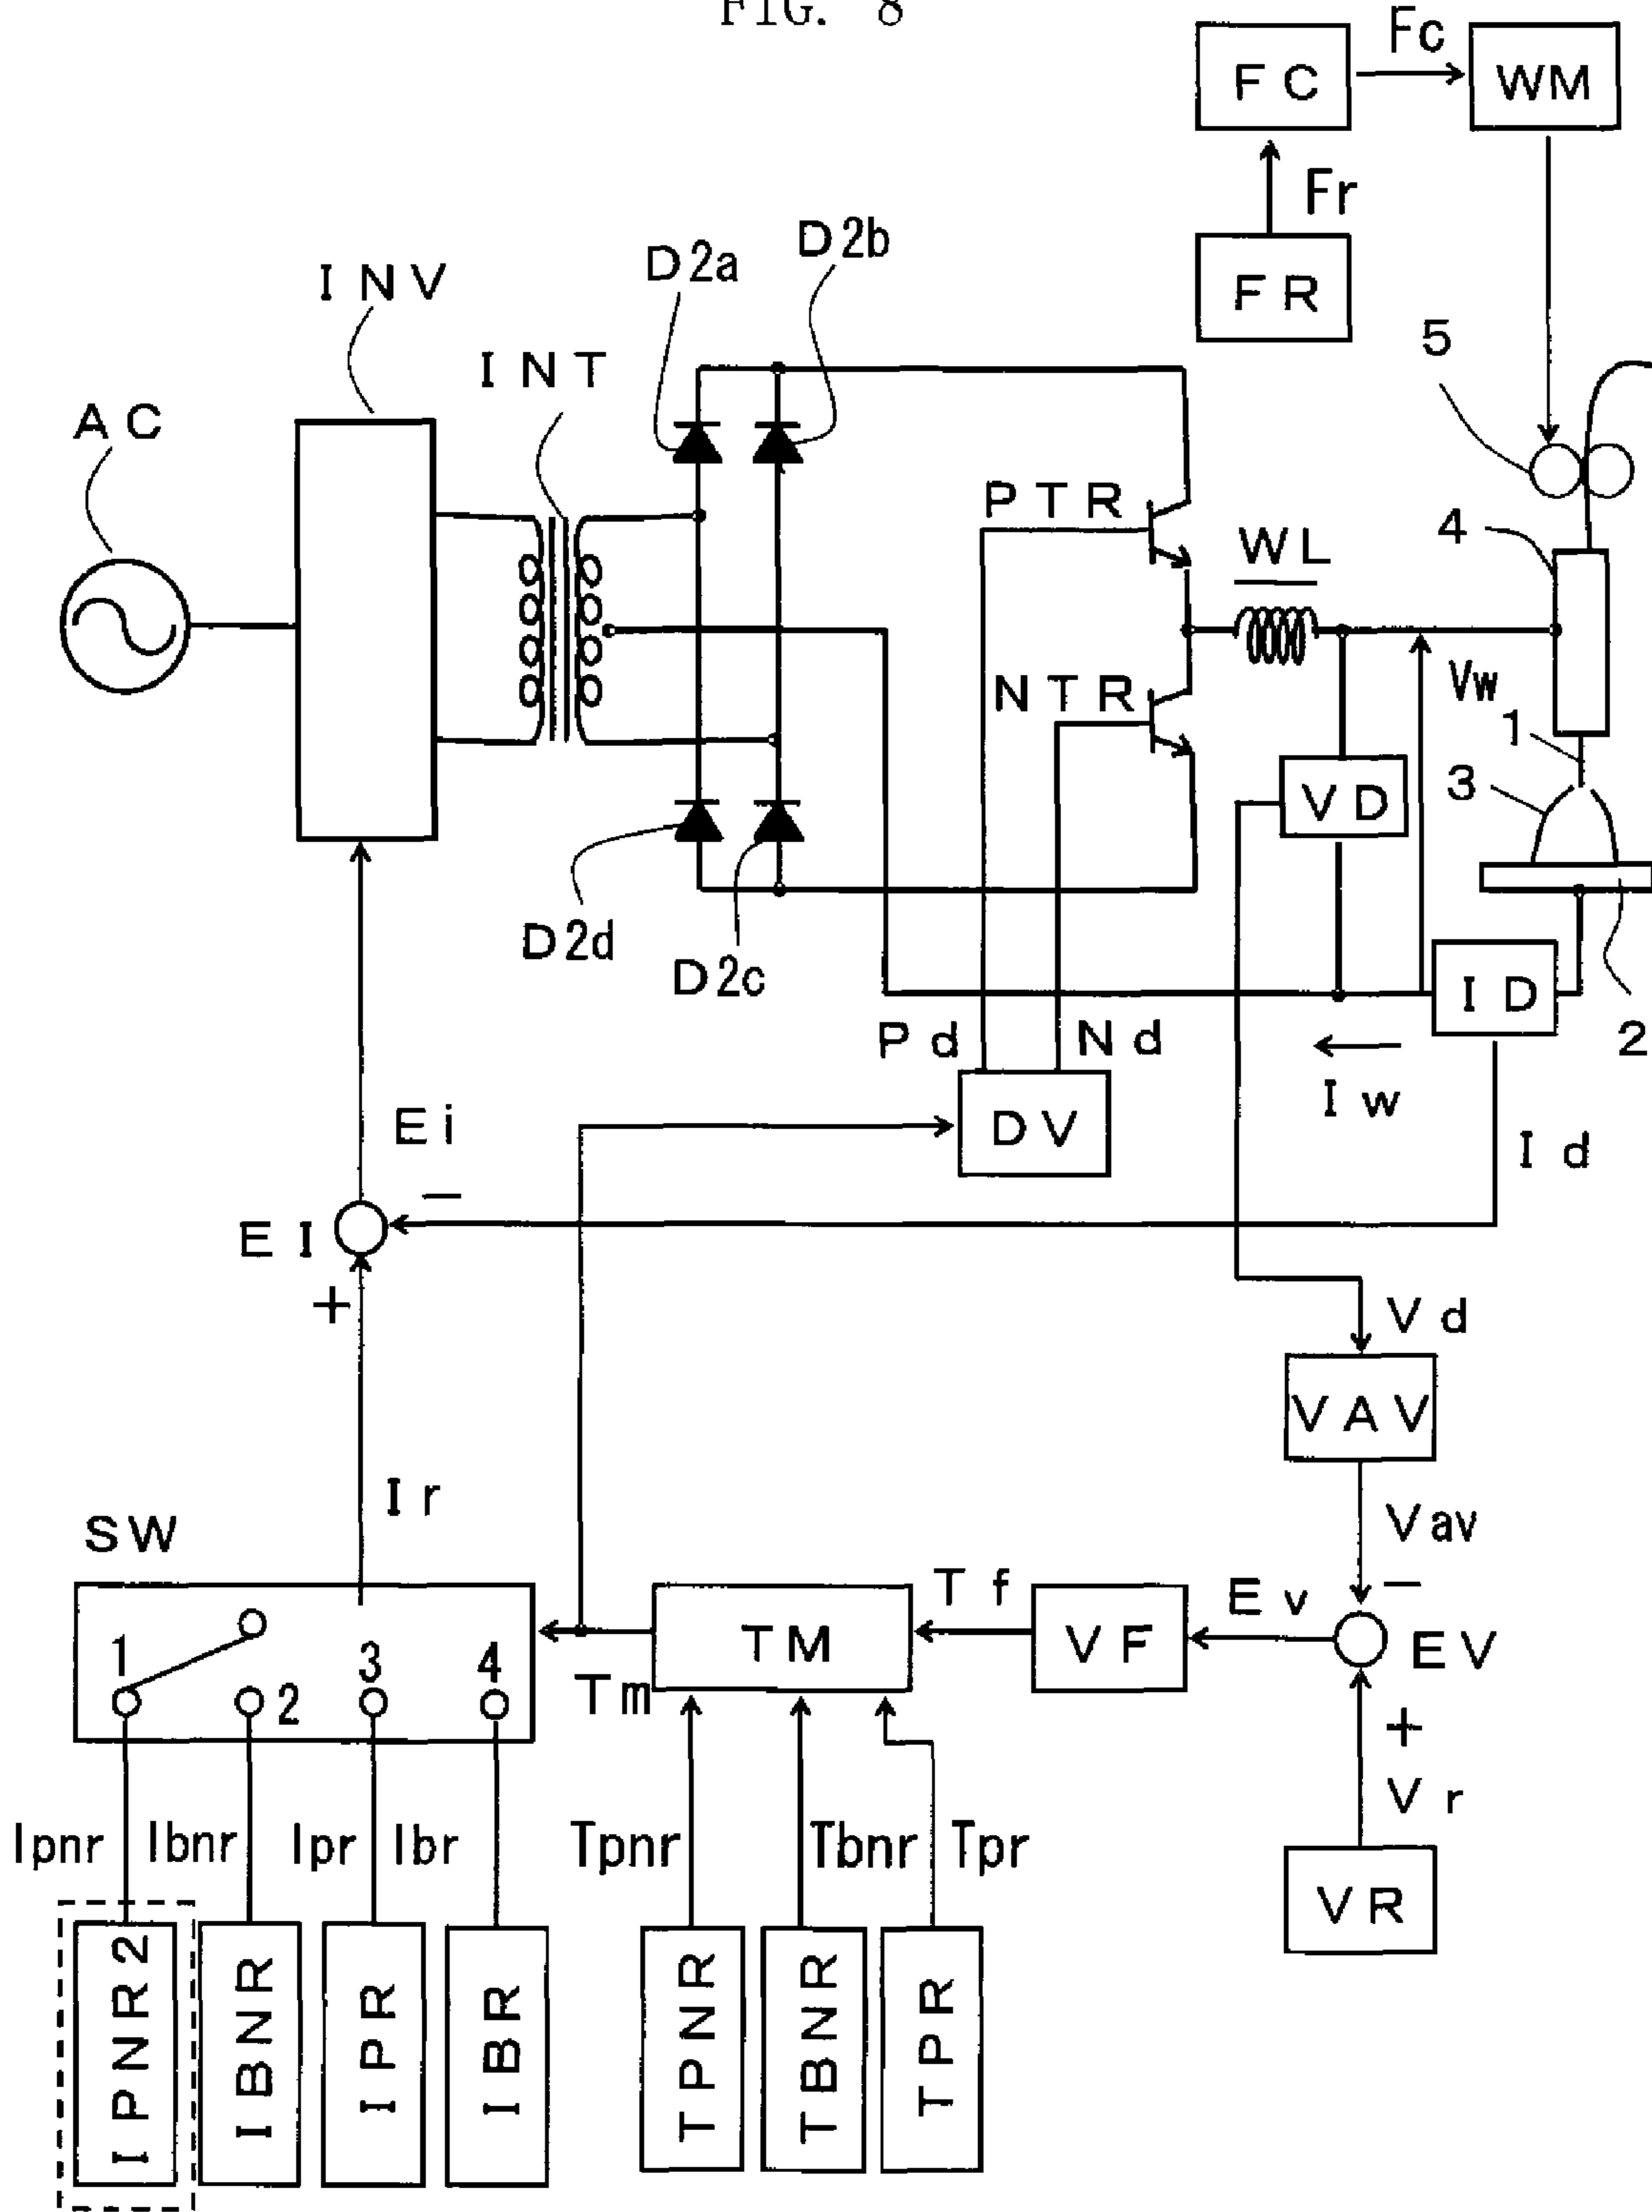 FIG. 8
Fc
FC
WM
Fr
FR
D2a
D2b
INV
INT
5
AC
PTR
WL
4
NTR
Vw
1
3
VD
D2d
D2c
ID
2
Pd
Nd
Iw
DV
Ei
Id
−
EI
+
Vd
VAV
Ir
Vav
SW
−
Tf
Ev
1
3
4
TM
VF
EV
2
Tm
+
Vr
Ipnr
Ibnr
Ipr
Ibr
Tpnr
Tbnr
Tpr
VR
IPNR2
IBNR
IPR
IBR
TPNR
TBNR
TPR